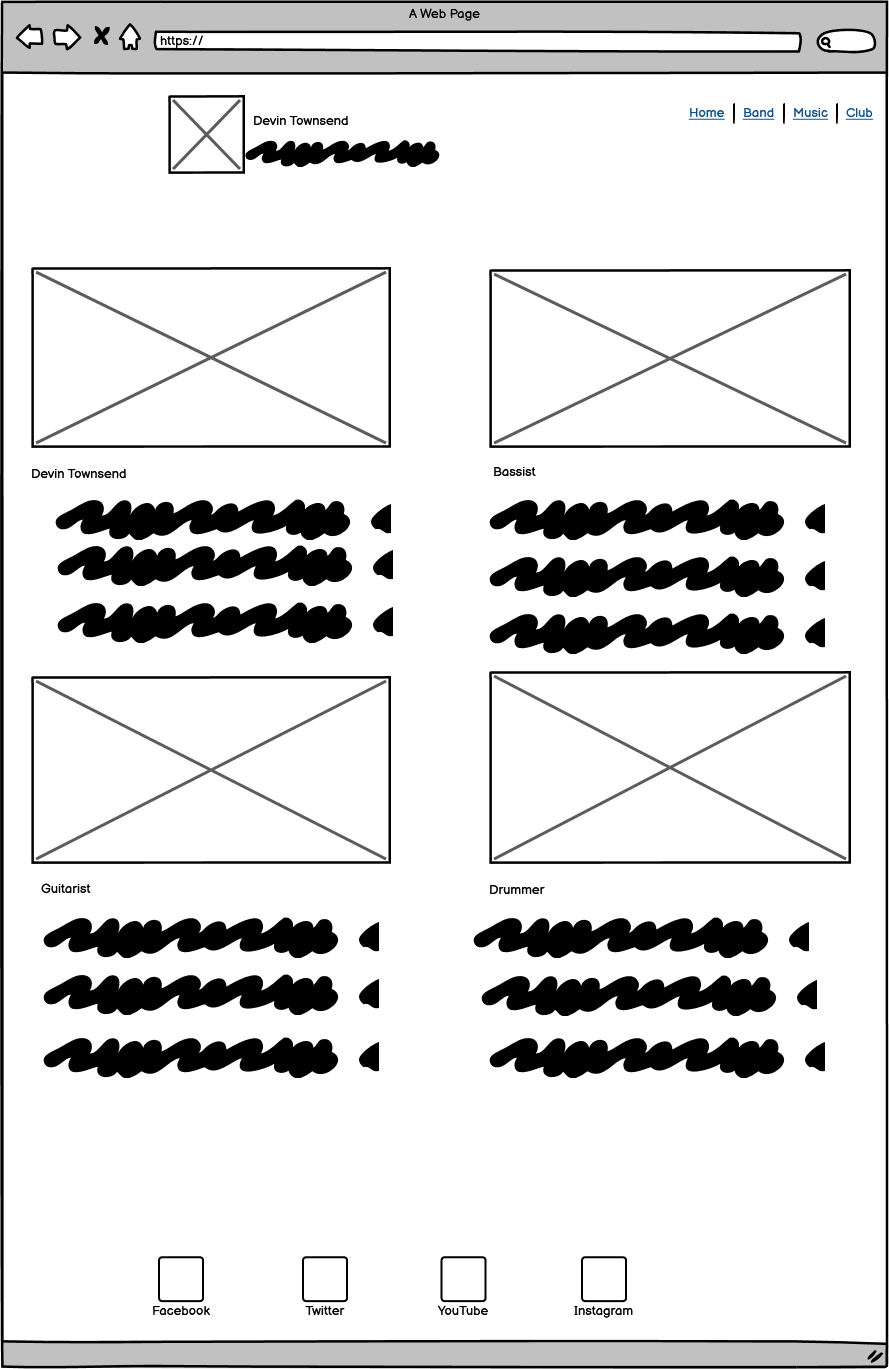 A Web Page
https://
Home Band Music Club
Devin Townsend
Devin Townsend
Bassist
Guitarist
Drummer
Facebook Twitter YouTube Instagram